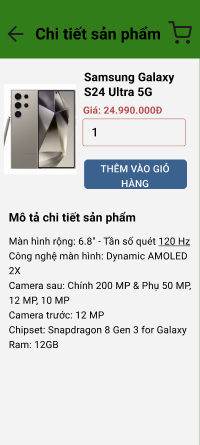 Chi tiết sản phẩm
Samsung Galaxy
S24 Ultra 5G
Giá: 24.990.000Đ
1
THÊM VÀO GIỎ
HÀNG
Mô tả chi tiết sản phẩm
Màn hình rộng: 6.8" - Tần số quét 120 Hz
Công nghệ màn hình: Dynamic AMOLED
2X
Camera sau: Chính 200 MP & Phụ 50 MP,
12 MP, 10 MP
Camera trước: 12 MP
Chipset: Snapdragon 8 Gen 3 for Galaxy
Ram: 12GB